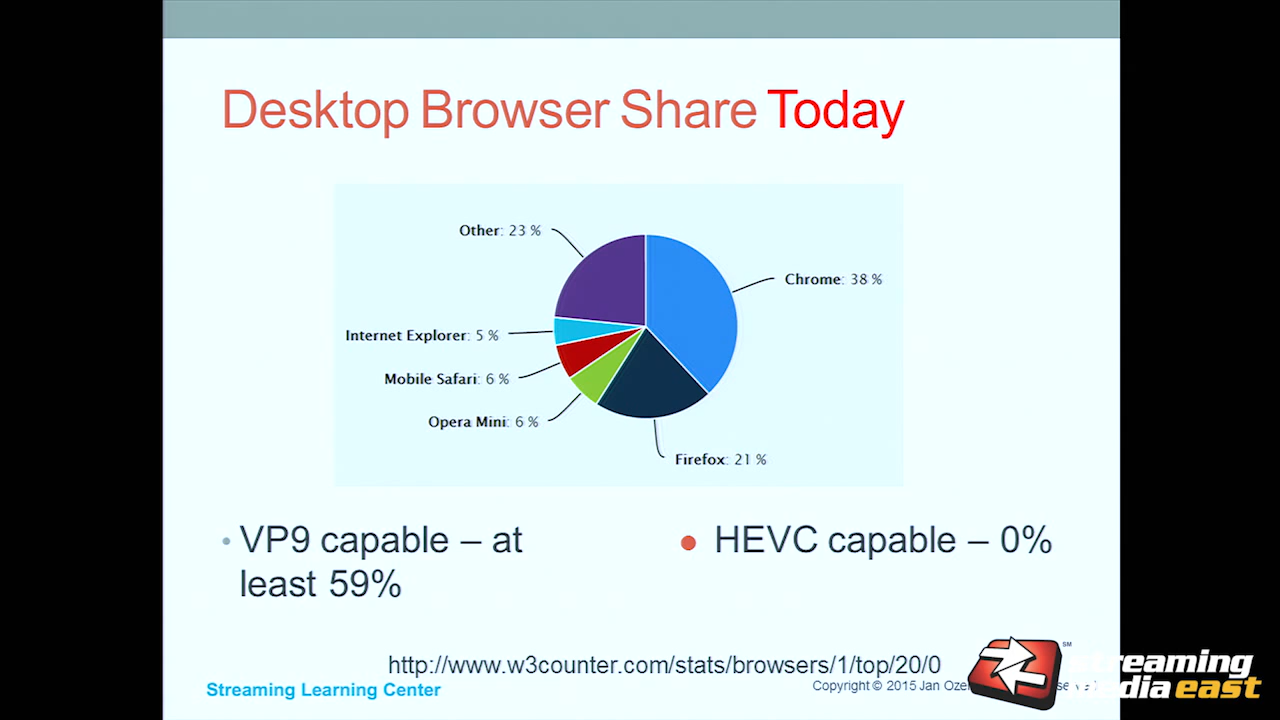 Desktop Browser Share Today
Other: 23 %
Chrome: 38 %
Internet Explorer: 5 %
Mobile Safari: 6 %
Opera Mini: 6 %
Firefox: 21 %
• VP9 capable – at
least 59%
● HEVC capable – 0%
http://www.w3counter.com/stats/browsers/1/top/20/0
Streaming Learning Center
Copyright © 2015 Jan
SM
streaming
media east